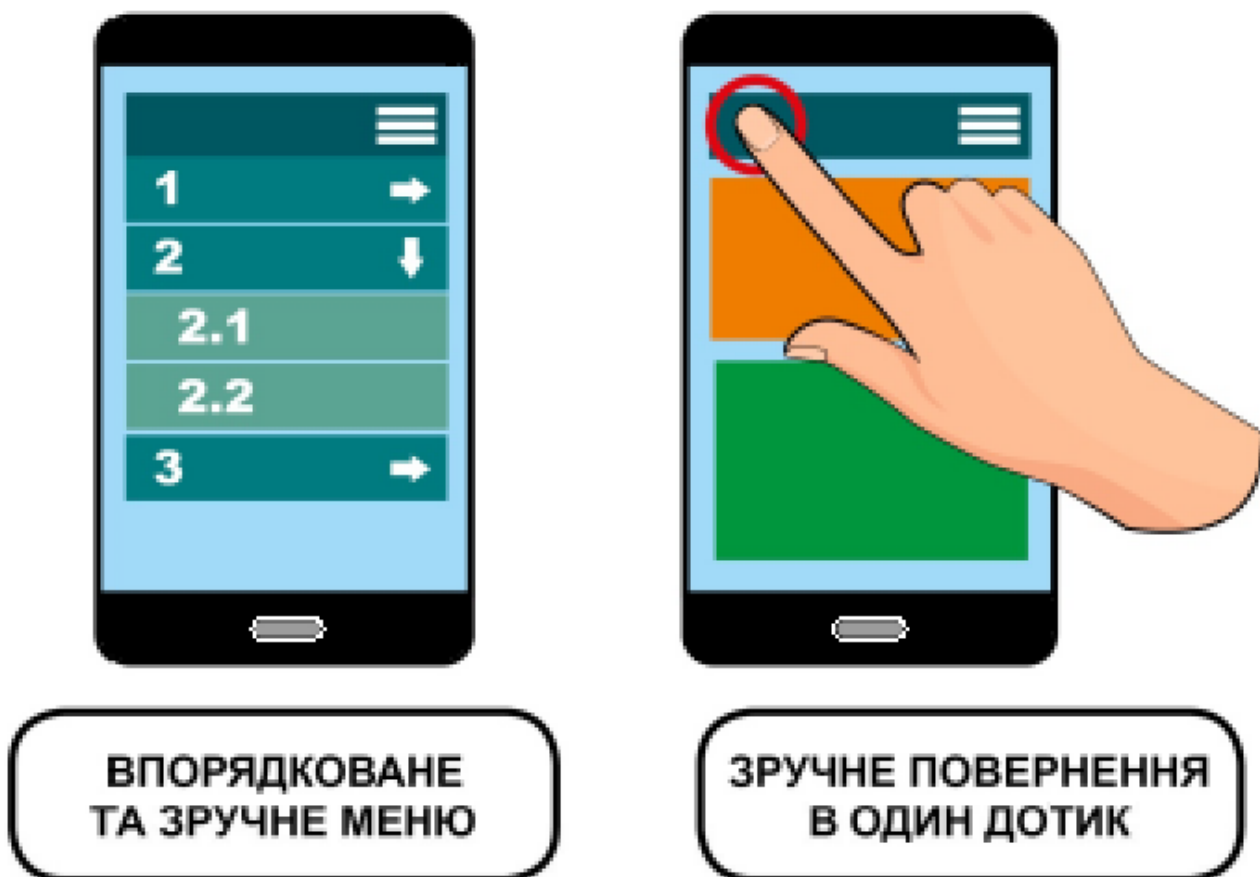 1
2
2.1
2.2
3
ВПОРЯДКОВАНЕ
ТА ЗРУЧНЕ МЕНЮ
ЗРУЧНЕ ПОВЕРНЕННЯ
В ОДИН ДОТИК